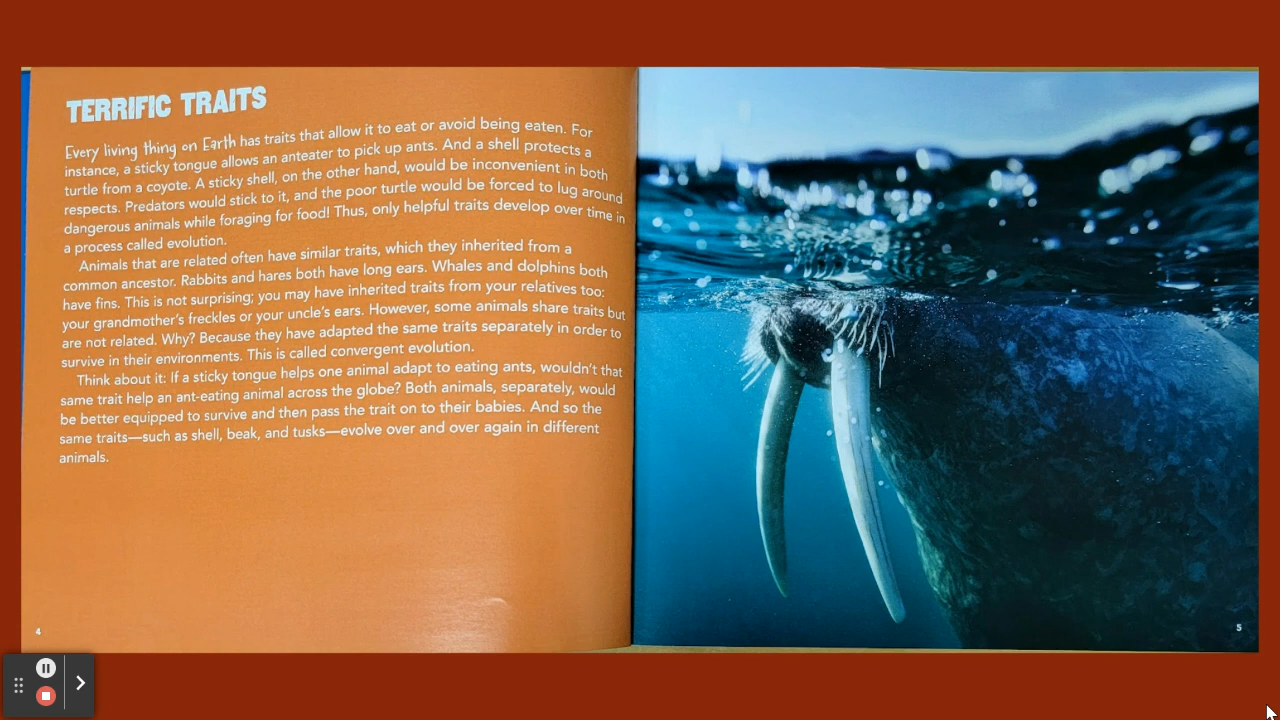 TERRIFIC TRAITS
Every living thing on Earth has traits that allow it to eat or avoid being eaten. For
instance, a sticky tongue allows an anteater to pick up ants. And a shell protects a
turtle from a coyote. A sticky shell, on the other hand, would be inconvenient in both
respects. Predators would stick to it, and the poor turtle would be forced to lug around
dangerous animals while foraging for food! Thus, only helpful traits develop over time in
a process called evolution.
Animals that are related often have similar traits, which they inherited from a
common ancestor. Rabbits and hares both have long ears. Whales and dolphins both
have fins. This is not surprising; you may have inherited traits from your relatives too:
your grandmother's freckles or your uncle's ears. However, some animals share traits but
are not related. Why? Because they have adapted the same traits separately in order to
survive in their environments. This is called convergent evolution.
Think about it: If a sticky tongue helps one animal adapt to eating ants, wouldn't that
same trait help an ant-eating animal across the globe? Both animals, separately, would
be better equipped to survive and then pass the trait on to their babies. And so the
same traits—such as shell, beak, and tusks—evolve over and over again in different
animals.
4
5